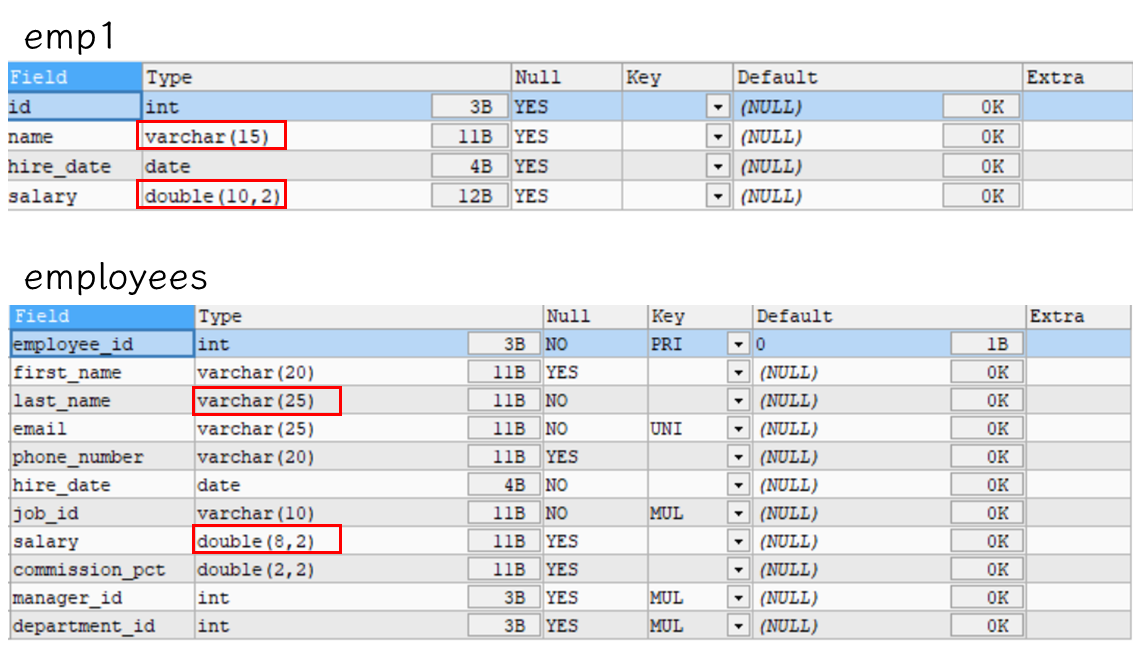 emp1
Field Type Null Key Default Extra
id int 3B YES (NULL) 0K
name varchar(15) 11B YES (NULL) 0K
hire_date date 4B YES (NULL) 0K
salary double(10,2) 12B YES (NULL) 0K
employees
Field Type Null Key Default Extra
employee_id int 3B NO PRI 0 1B
first_name varchar(20) 11B YES (NULL) 0K
last_name varchar(25) 11B NO (NULL) 0K
email varchar(25) 11B NO UNI (NULL) 0K
phone_number varchar(20) 11B YES (NULL) 0K
hire_date date 4B NO (NULL) 0K
job_id varchar(10) 11B NO MUL (NULL) 0K
salary double(8,2) 11B YES (NULL) 0K
commission_pct double(2,2) 11B YES (NULL) 0K
manager_id int 3B YES MUL (NULL) 0K
department_id int 3B YES MUL (NULL) 0K